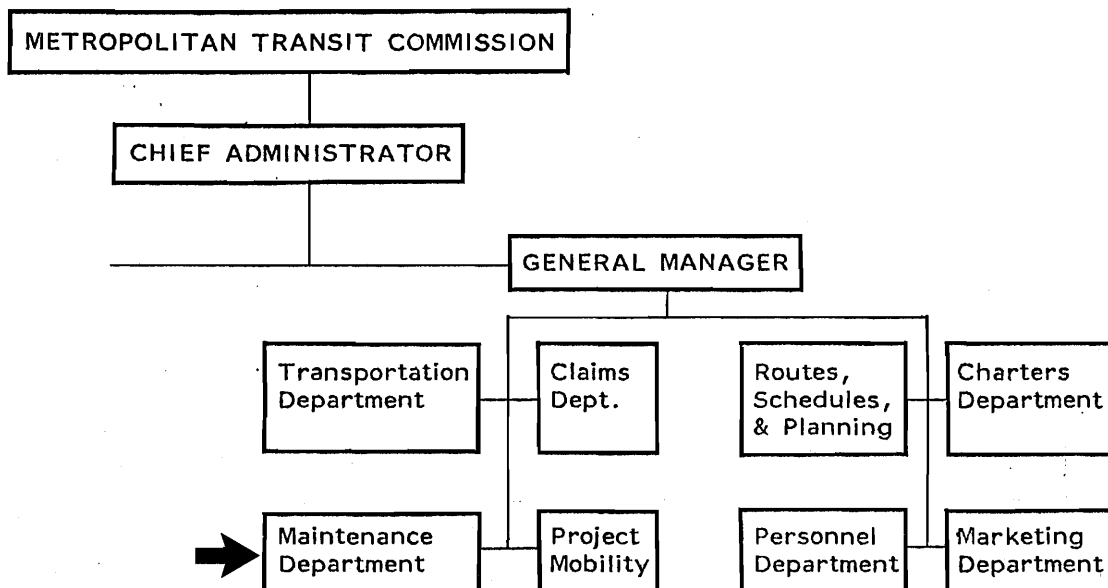 METROPOLITAN TRANSIT COMMISSION
CHIEF ADMINISTRATOR
GENERAL MANAGER
Transportation
Department
Claims
Dept.
Routes,
Schedules,
& Planning
Charters
Department
Maintenance
Department
Project
Mobility
Personnel
Department
Marketing
Department